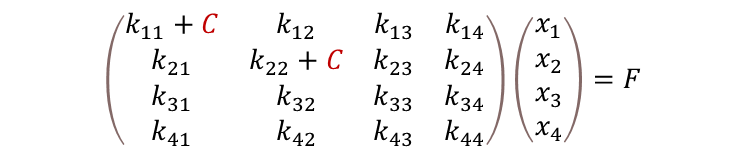 k₁₁ + C k₁₂ k₁₃ k₁₄ x₁
k₂₁ k₂₂ + C k₂₃ k₂₄ x₂
k₃₁ k₃₂ k₃₃ k₃₄ x₃ = F
k₄₁ k₄₂ k₄₃ k₄₄ x₄